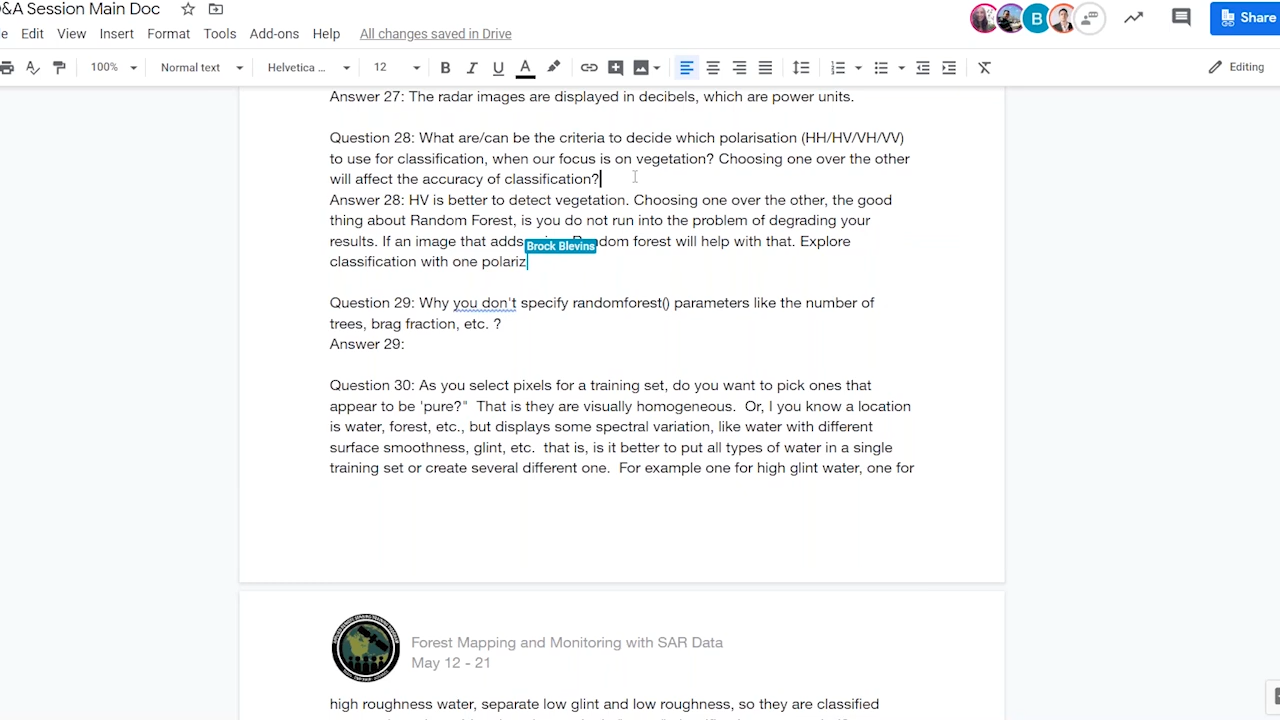 &A Session Main Doc
Edit View Insert Format Tools Add-ons Help All changes saved in Drive
B
Share
100% Normal text Helvetica ... 12 B I U A Editing
Answer 27: The radar images are displayed in decibels, which are power units.
Question 28: What are/can be the criteria to decide which polarisation (HH/HV/VH/VV)
to use for classification, when our focus is on vegetation? Choosing one over the other
will affect the accuracy of classification?
Answer 28: HV is better to detect vegetation. Choosing one over the other, the good
thing about Random Forest, is you do not run into the problem of degrading your
results. If an image that adds forest will help with that. Explore
Brock Blevins
classification with one polariz
Question 29: Why you don't specify randomforest() parameters like the number of
trees, brag fraction, etc. ?
Answer 29:
Question 30: As you select pixels for a training set, do you want to pick ones that
appear to be 'pure?" That is they are visually homogeneous. Or, I you know a location
is water, forest, etc., but displays some spectral variation, like water with different
surface smoothness, glint, etc. that is, is it better to put all types of water in a single
training set or create several different one. For example one for high glint water, one for
Forest Mapping and Monitoring with SAR Data
May 12 - 21
high roughness water, separate low glint and low roughness, so they are classified